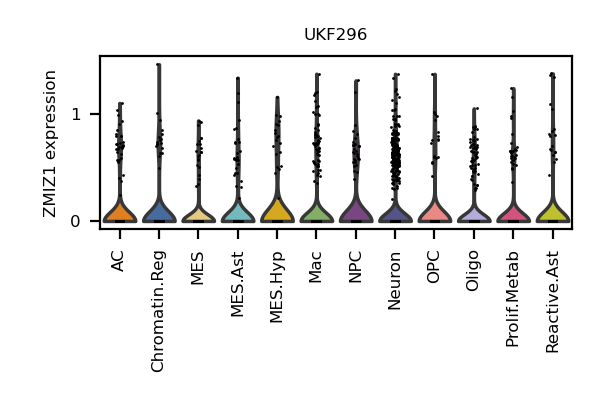 UKF296
ZMIZ1 expression
1
0
AC
Chromatin.Reg
MES
MES.Ast
MES.Hyp
Mac
NPC
Neuron
OPC
Oligo
Prolif.Metab
Reactive.Ast